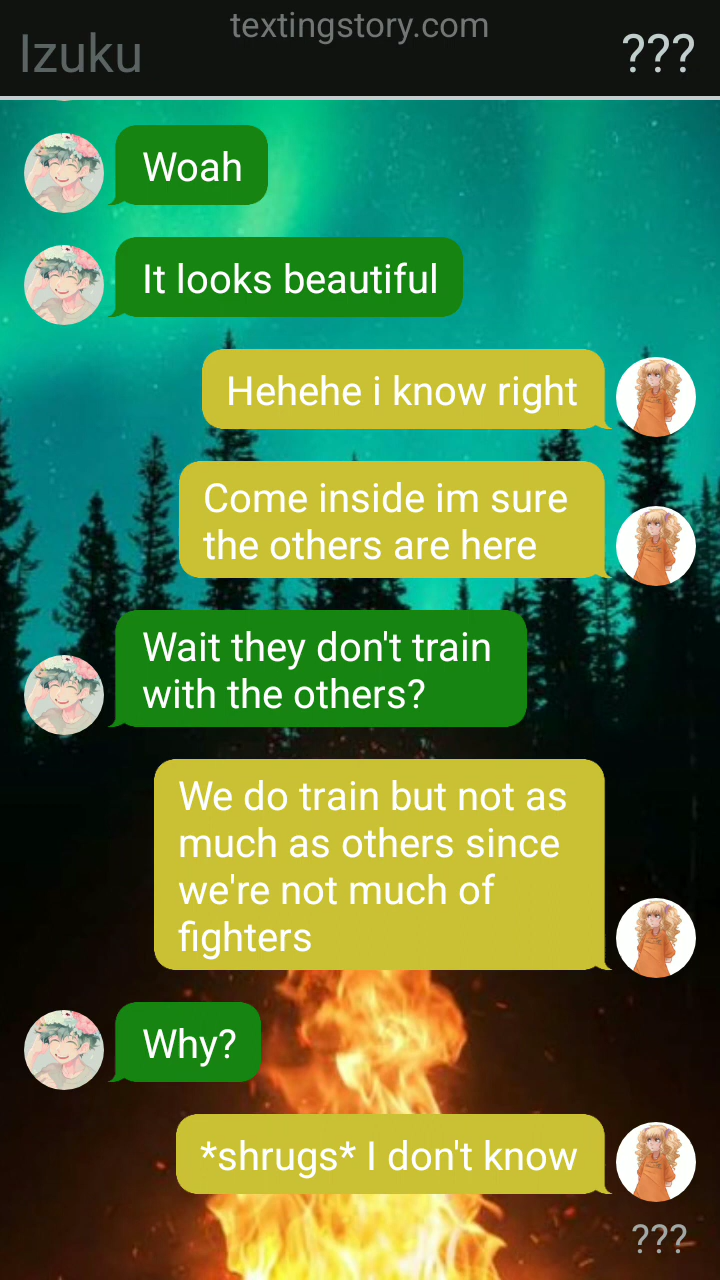 textingstory.com
Izuku
???
Woah
It looks beautiful
Hehehe i know right
Come inside im sure
the others are here
Wait they don't train
with the others?
We do train but not as
much as others since
we're not much of
fighters
Why?
*shrugs* I don't know
???